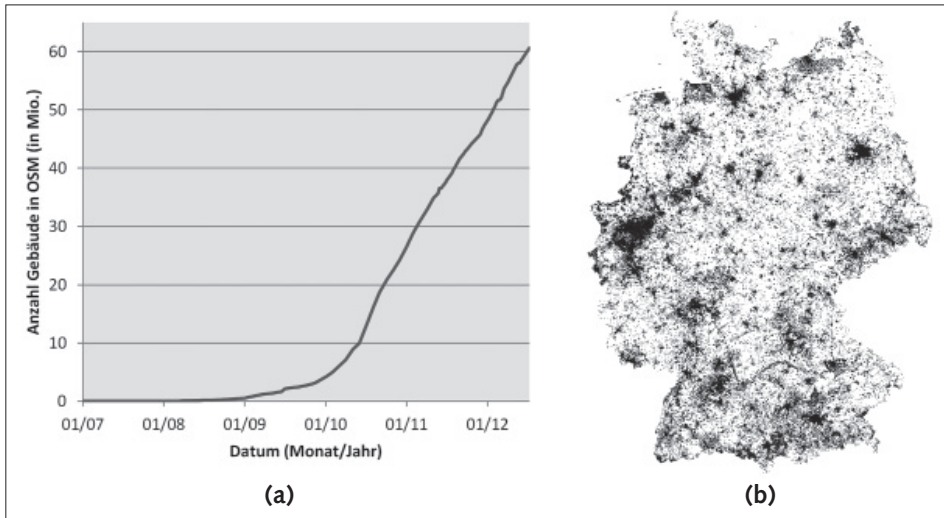 Anzahl Gebäude in OSM (in Mio.)
60
50
40
30
20
10
0
01/07 01/08 01/09 01/10 01/11 01/12
Datum (Monat/Jahr)
(a)
(b)